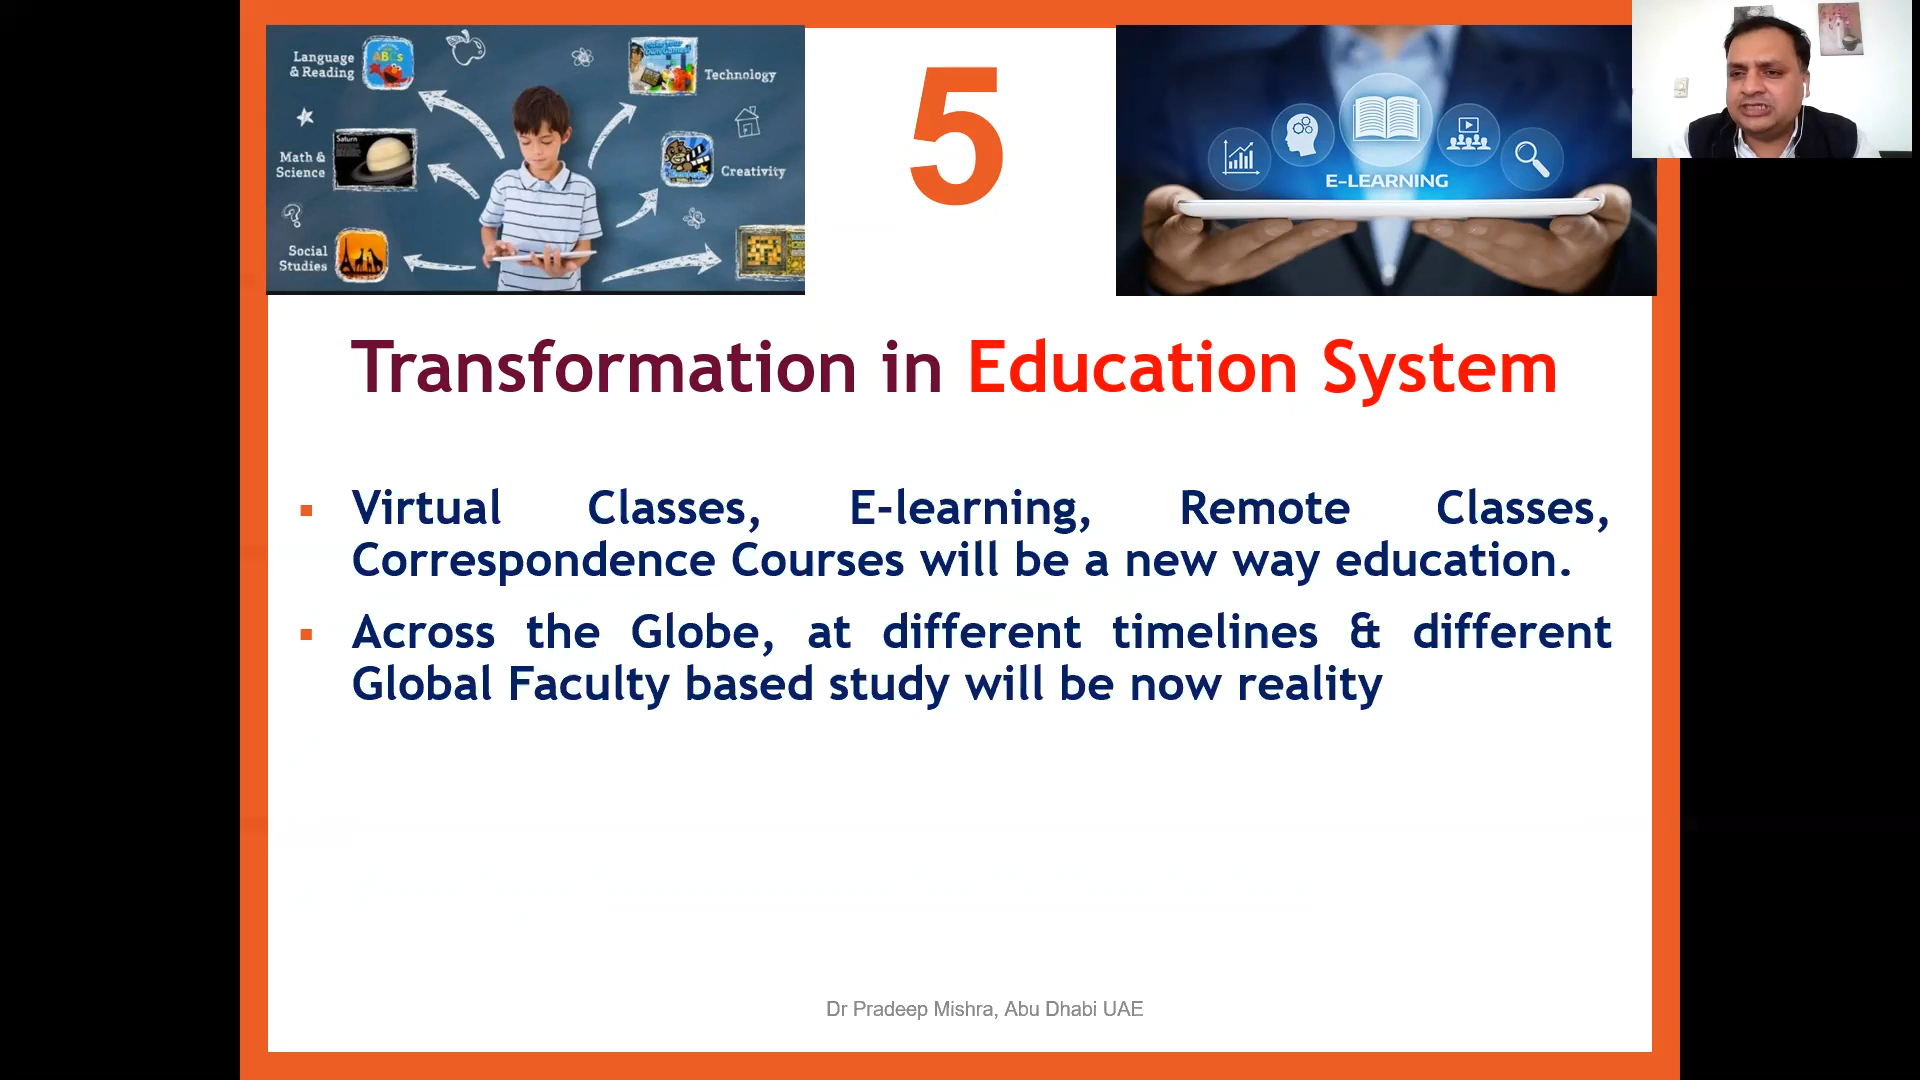 Language
& Reading
ABCs
Technology
Saturn
Math &
Science
Creativity
Social
Studies
5
E-LEARNING
Transformation in Education System
Virtual Classes, E-learning, Remote Classes,
Correspondence Courses will be a new way education.
Across the Globe, at different timelines & different
Global Faculty based study will be now reality
Dr Pradeep Mishra, Abu Dhabi UAE